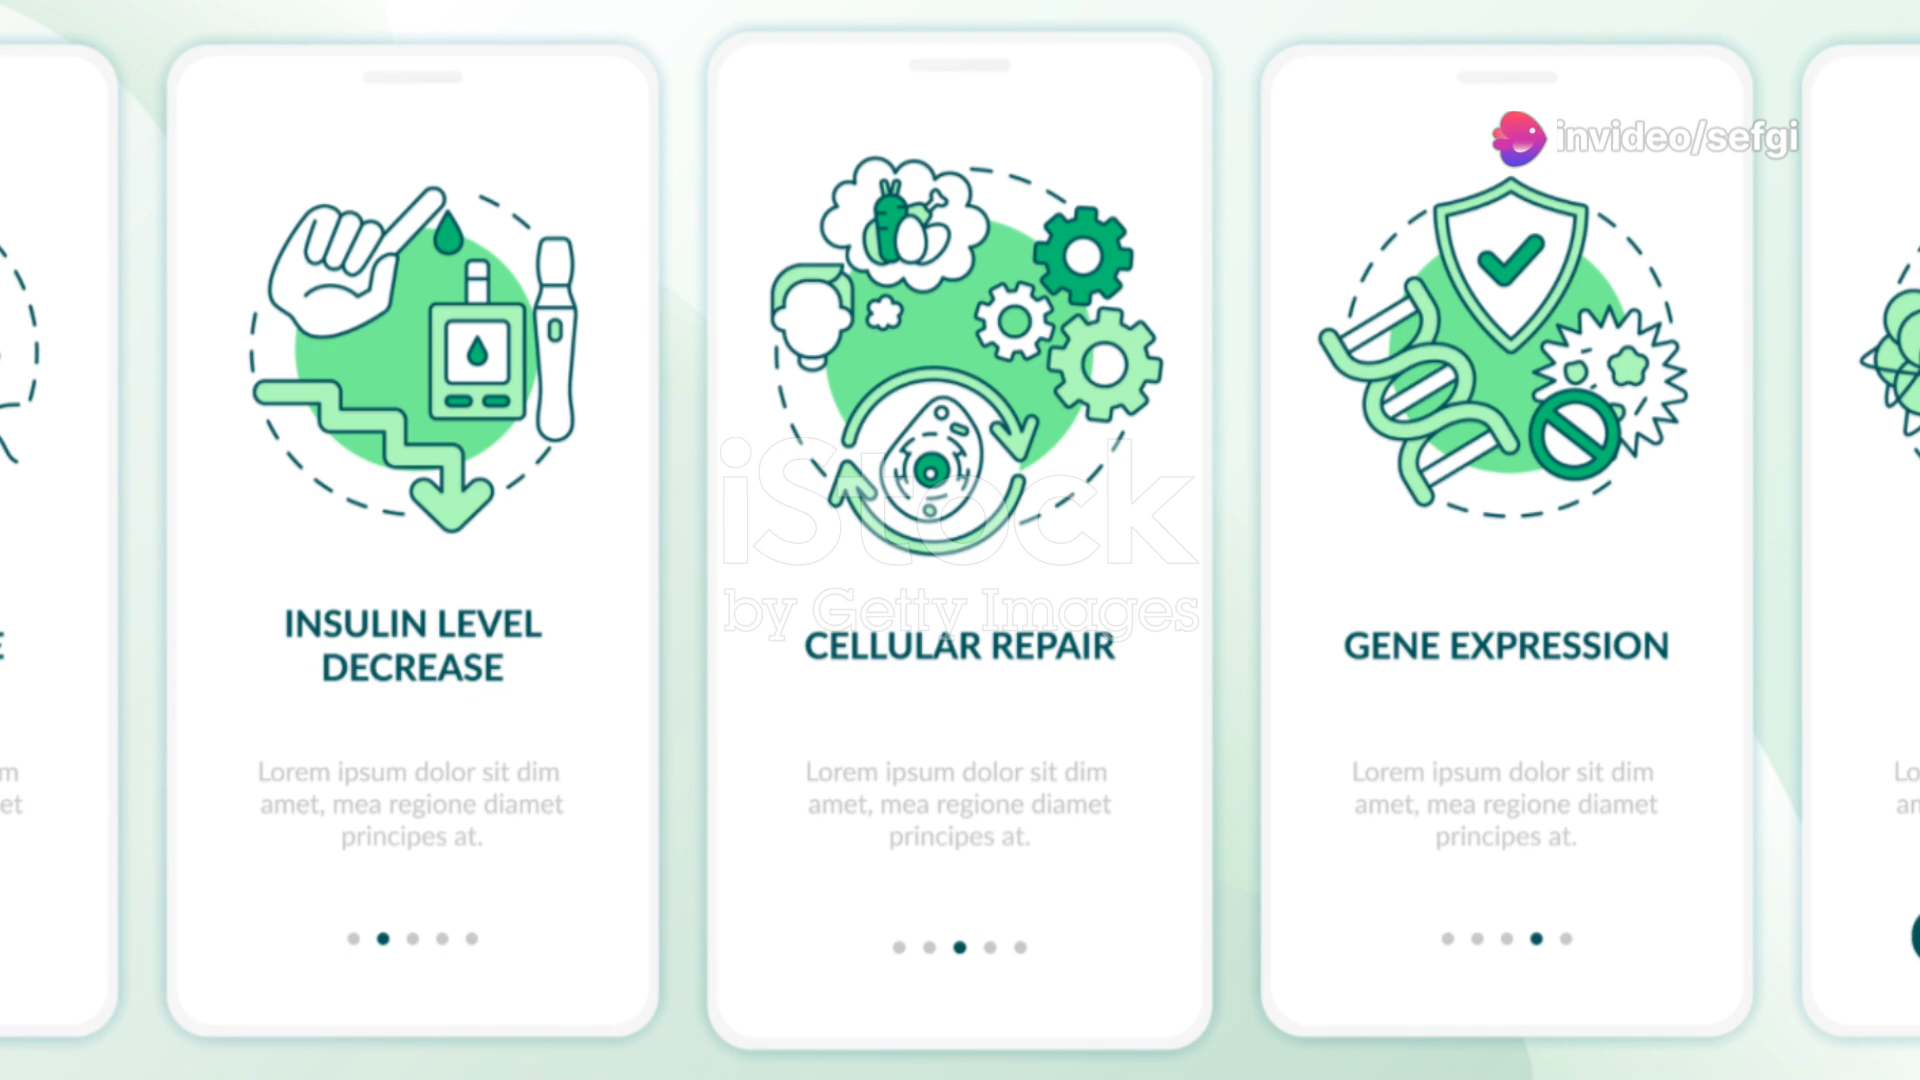 invideo/sefgi
iStock
by Getty Images
INSULIN LEVEL
DECREASE
Lorem ipsum dolor sit dim
amet, mea regione diamet
principes at.
CELLULAR REPAIR
Lorem ipsum dolor sit dim
amet, mea regione diamet
principes at.
GENE EXPRESSION
Lorem ipsum dolor sit dim
amet, mea regione diamet
principes at.